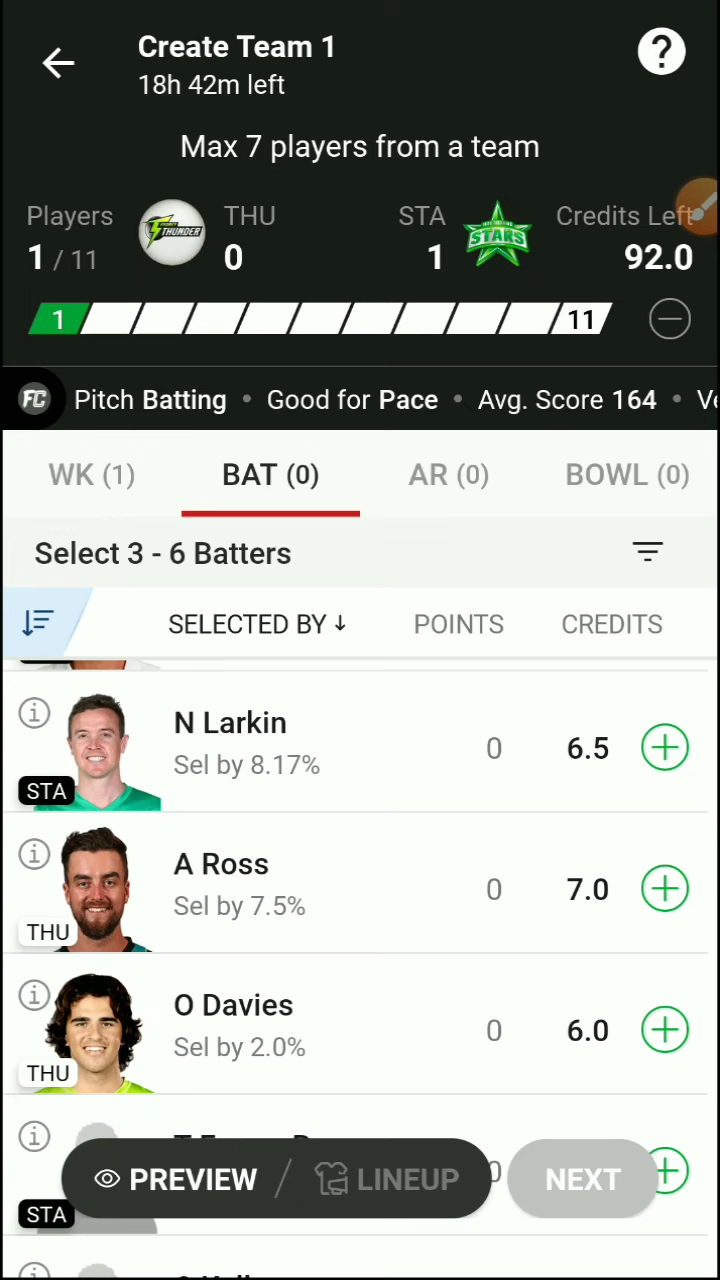 Create Team 1
18h 42m left
Max 7 players from a team
Players THU STA Credits Left
1 / 11 0 1 92.0
THUNDER
STARS
1 11
FC Pitch Batting • Good for Pace • Avg. Score 164 •
WK (1) BAT (0) AR (0) BOWL (0)
Select 3 - 6 Batters
SELECTED BY ↓ POINTS CREDITS
N Larkin
Sel by 8.17% 0 6.5
STA
A Ross
Sel by 7.5% 0 7.0
THU
O Davies
Sel by 2.0% 0 6.0
THU
PREVIEW / LINEUP 0 NEXT
STA